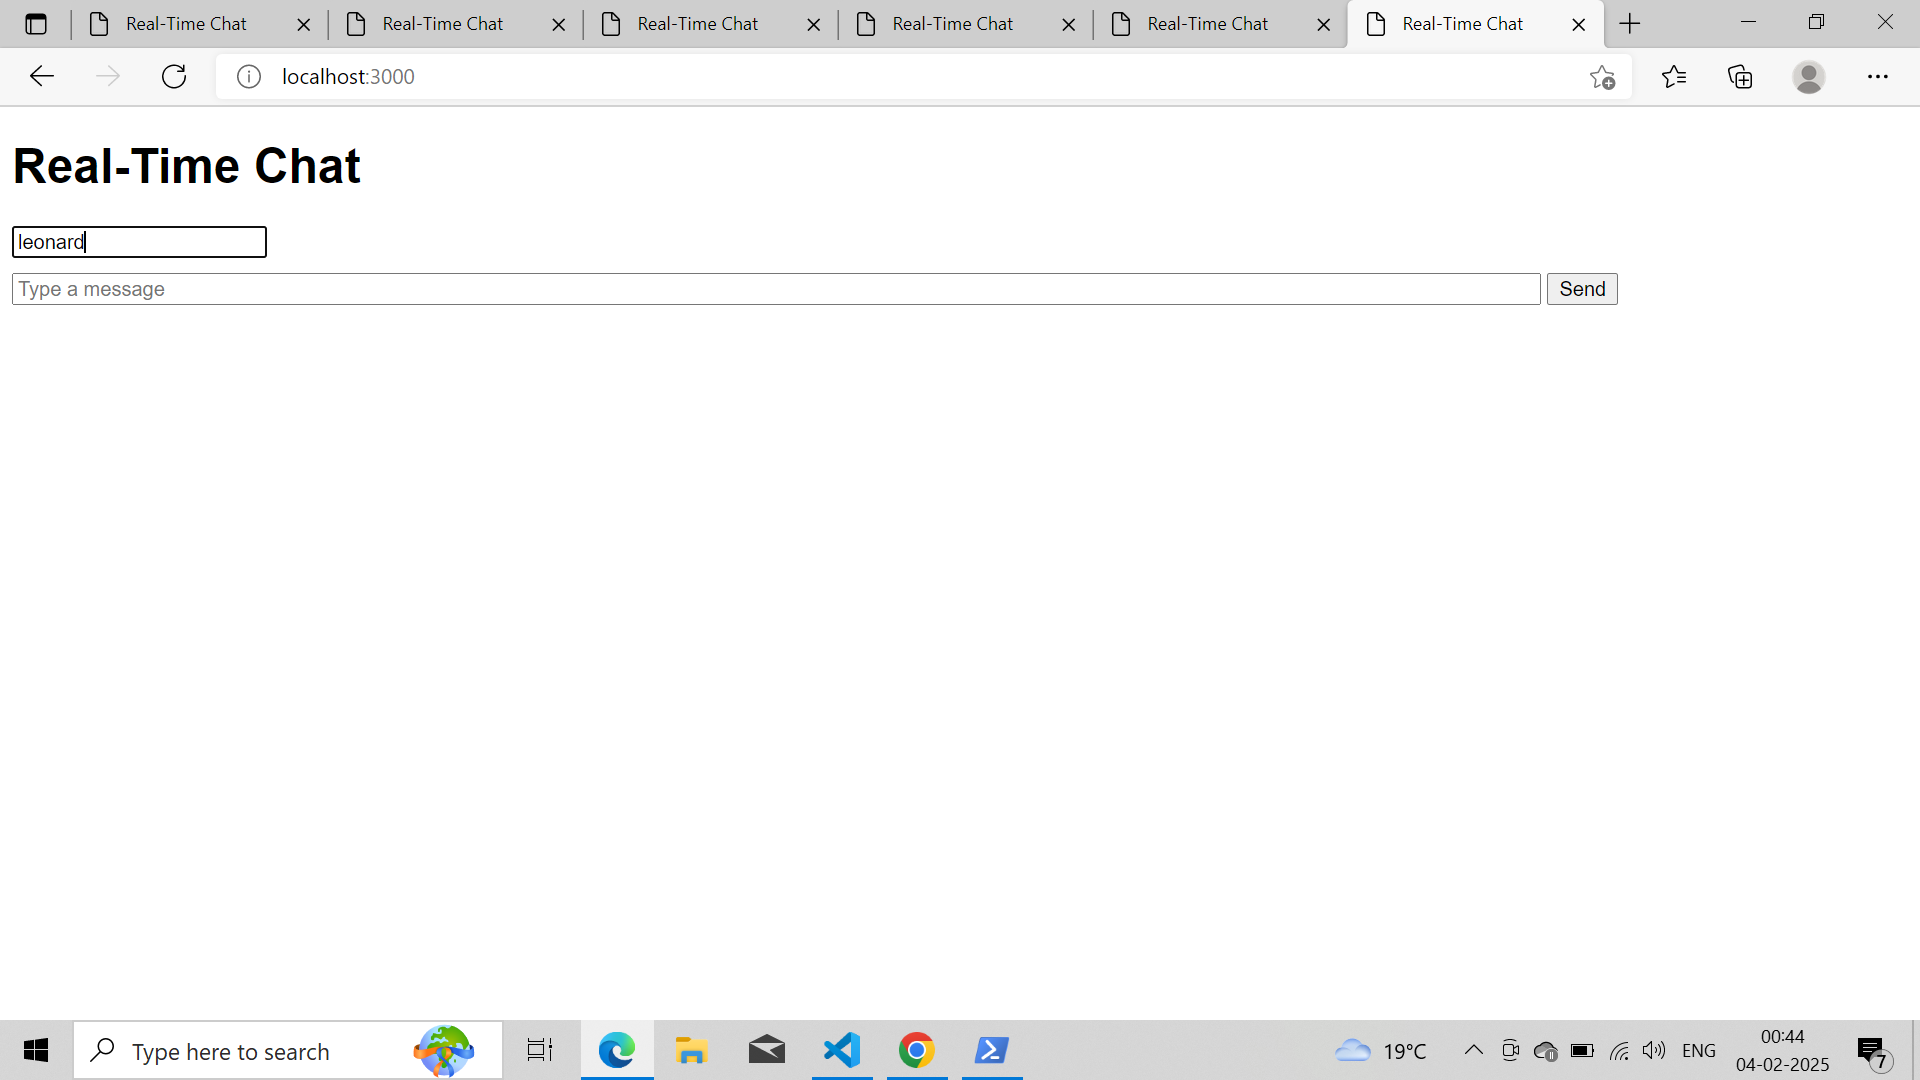 Real-Time Chat Real-Time Chat Real-Time Chat Real-Time Chat Real-Time Chat Real-Time Chat
localhost:3000
Real-Time Chat
leonard
Type a message Send
Type here to search 19°C ENG 00:44
04-02-2025 7